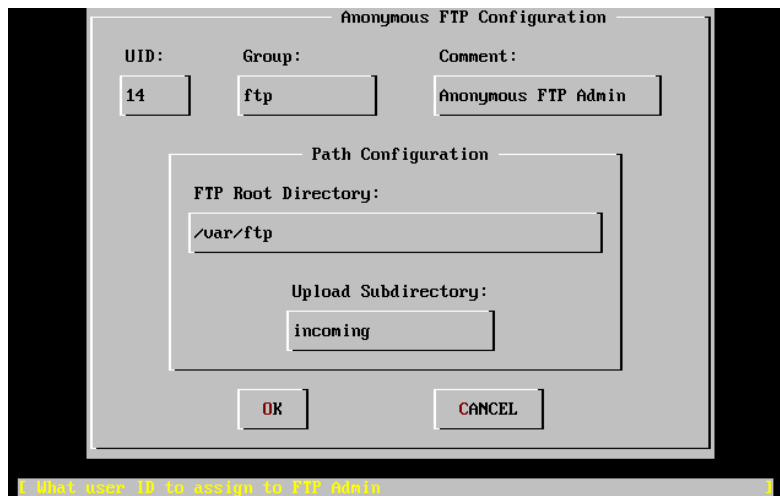 Anonymous FTP Configuration
UID: Group: Comment:
14 ftp Anonymous FTP Admin
Path Configuration
FTP Root Directory:
/var/ftp
Upload Subdirectory:
incoming
OK CANCEL
[ What user ID to assign to FTP Admin ]